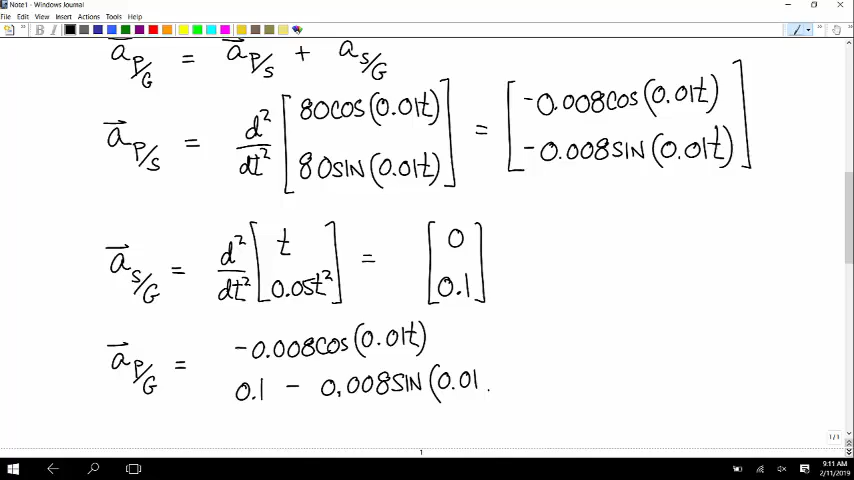 Note1 - Windows Journal
File Edit View Insert Actions Tools Help
B I
a⃗ P/G = a⃗ P/S + a S/G
a⃗ P/S = d²/dt² [80cos(0.01t) 80sin(0.01t)] = [-0.008cos(0.01t) -0.008sin(0.01t)]
a⃗ S/G = d²/dt² [t 0.05t²] = [0 0.1]
a⃗ P/G = -0.008cos(0.01t)
0.1 - 0.008sin(0.01
1/1
1
9:11 AM
2/11/2019